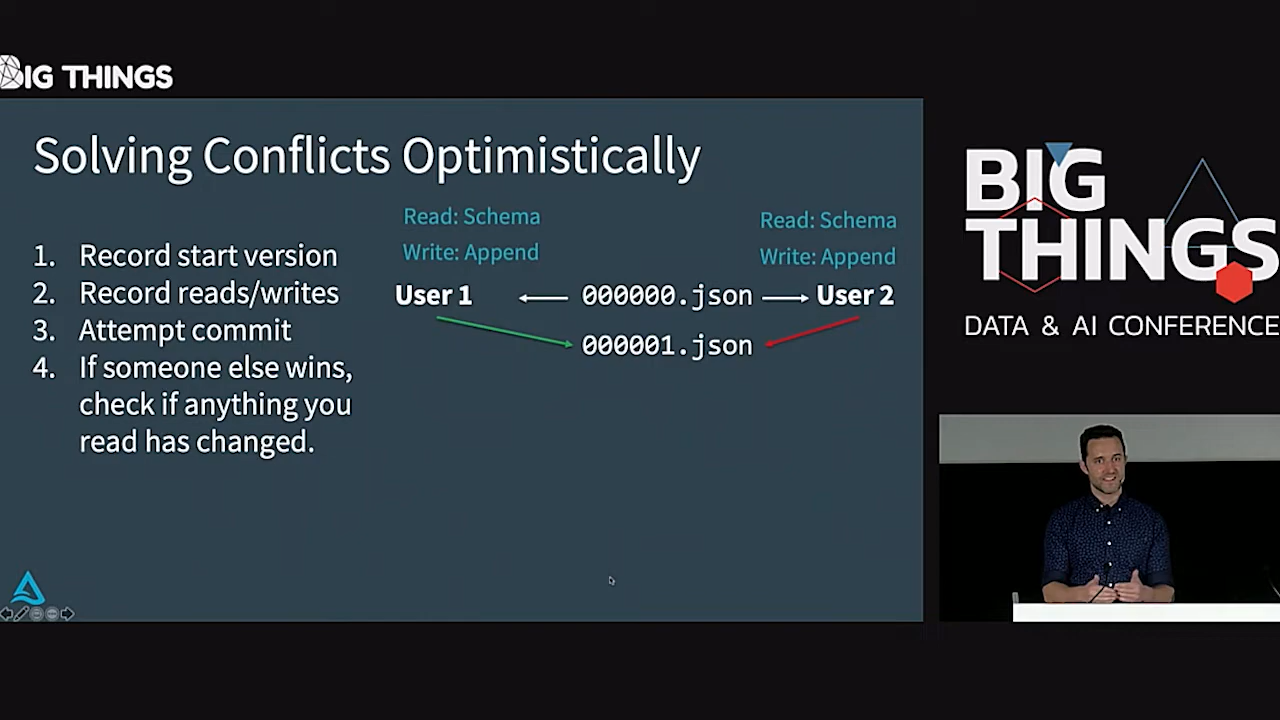 BIG THINGS
Solving Conflicts Optimistically
1. Record start version
2. Record reads/writes
3. Attempt commit
4. If someone else wins,
check if anything you
read has changed.
Read: Schema
Write: Append
Read: Schema
Write: Append
User 1
000000.json
User 2
000001.json
BIG
THINGS
DATA & AI CONFERENCE